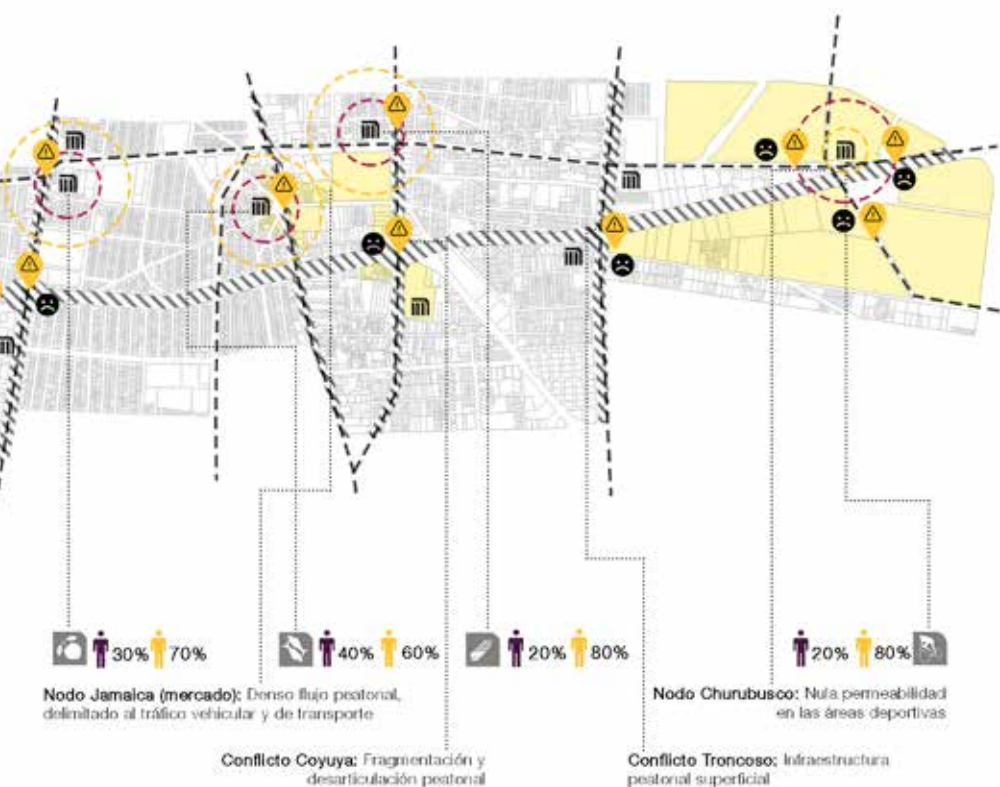 30% 70%
40% 60%
20% 80%
20% 80%
Nodo Jamaica (mercado): Denso flujo peatonal,
delimitado al tráfico vehicular y de transporte
Nodo Churubusco: Nula permeabilidad
en las áreas deportivas
Conflicto Coyuya: Fragmentación y
desarticulación peatonal
Conflicto Troncoso: Infraestructura
peatonal superficial